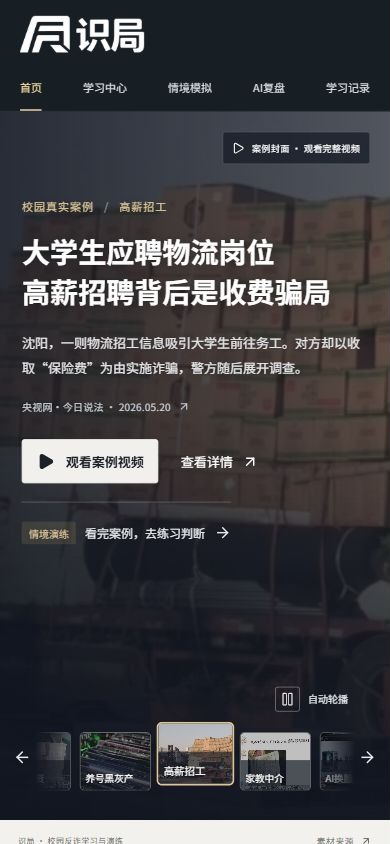 识局
首页 学习中心 情境模拟 AI复盘 学习记录
案例封面 · 观看完整视频
校园真实案例 / 高薪招工
大学生应聘物流岗位
高薪招聘背后是收费骗局
沈阳，一则物流招工信息吸引大学生前往务工。对方却以收
取“保险费”为由实施诈骗，警方随后展开调查。
央视网·今日说法 · 2026.05.20
观看案例视频 查看详情
情境演练 看完案例，去练习判断
自动轮播
养号黑灰产 高薪招工 家教中介 AI换
识局 · 校园反诈学习与演练 素材来源